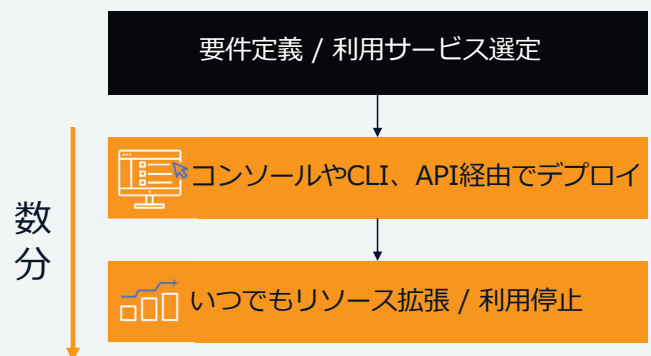 要件定義 / 利用サービス選定
コンソールやCLI、API経由でデプロイ
数分
いつでもリソース拡張 / 利用停止